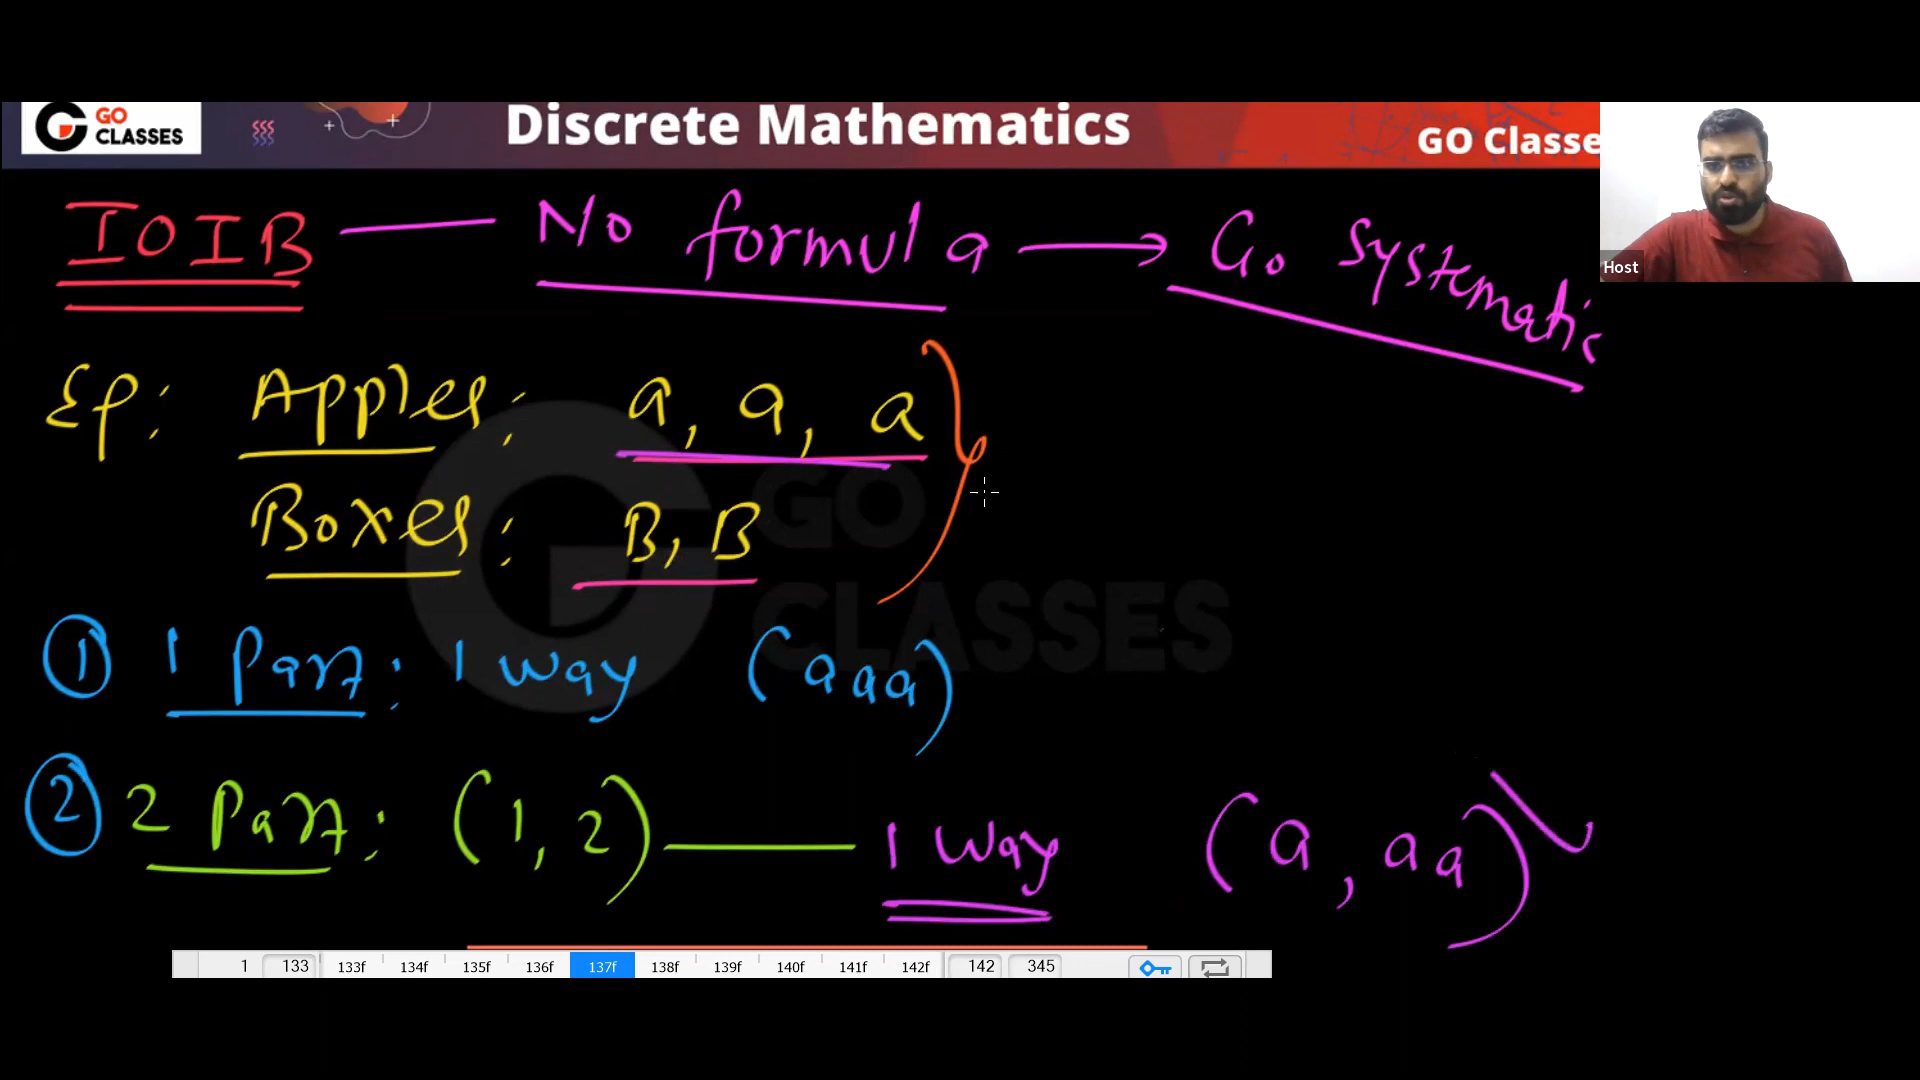 GO CLASSES
Discrete Mathematics
GO Classe
Host
IOIB — No formula → Go Systematic
Ep: Apples: a, a, a
Boxes: B, B
GO CLASSES
① 1 Part: 1 way (aaa)
② 2 Part: (1, 2) — 1 way (a, aa)
1 133 133f 134f 135f 136f 137f 138f 139f 140f 141f 142f 142 345